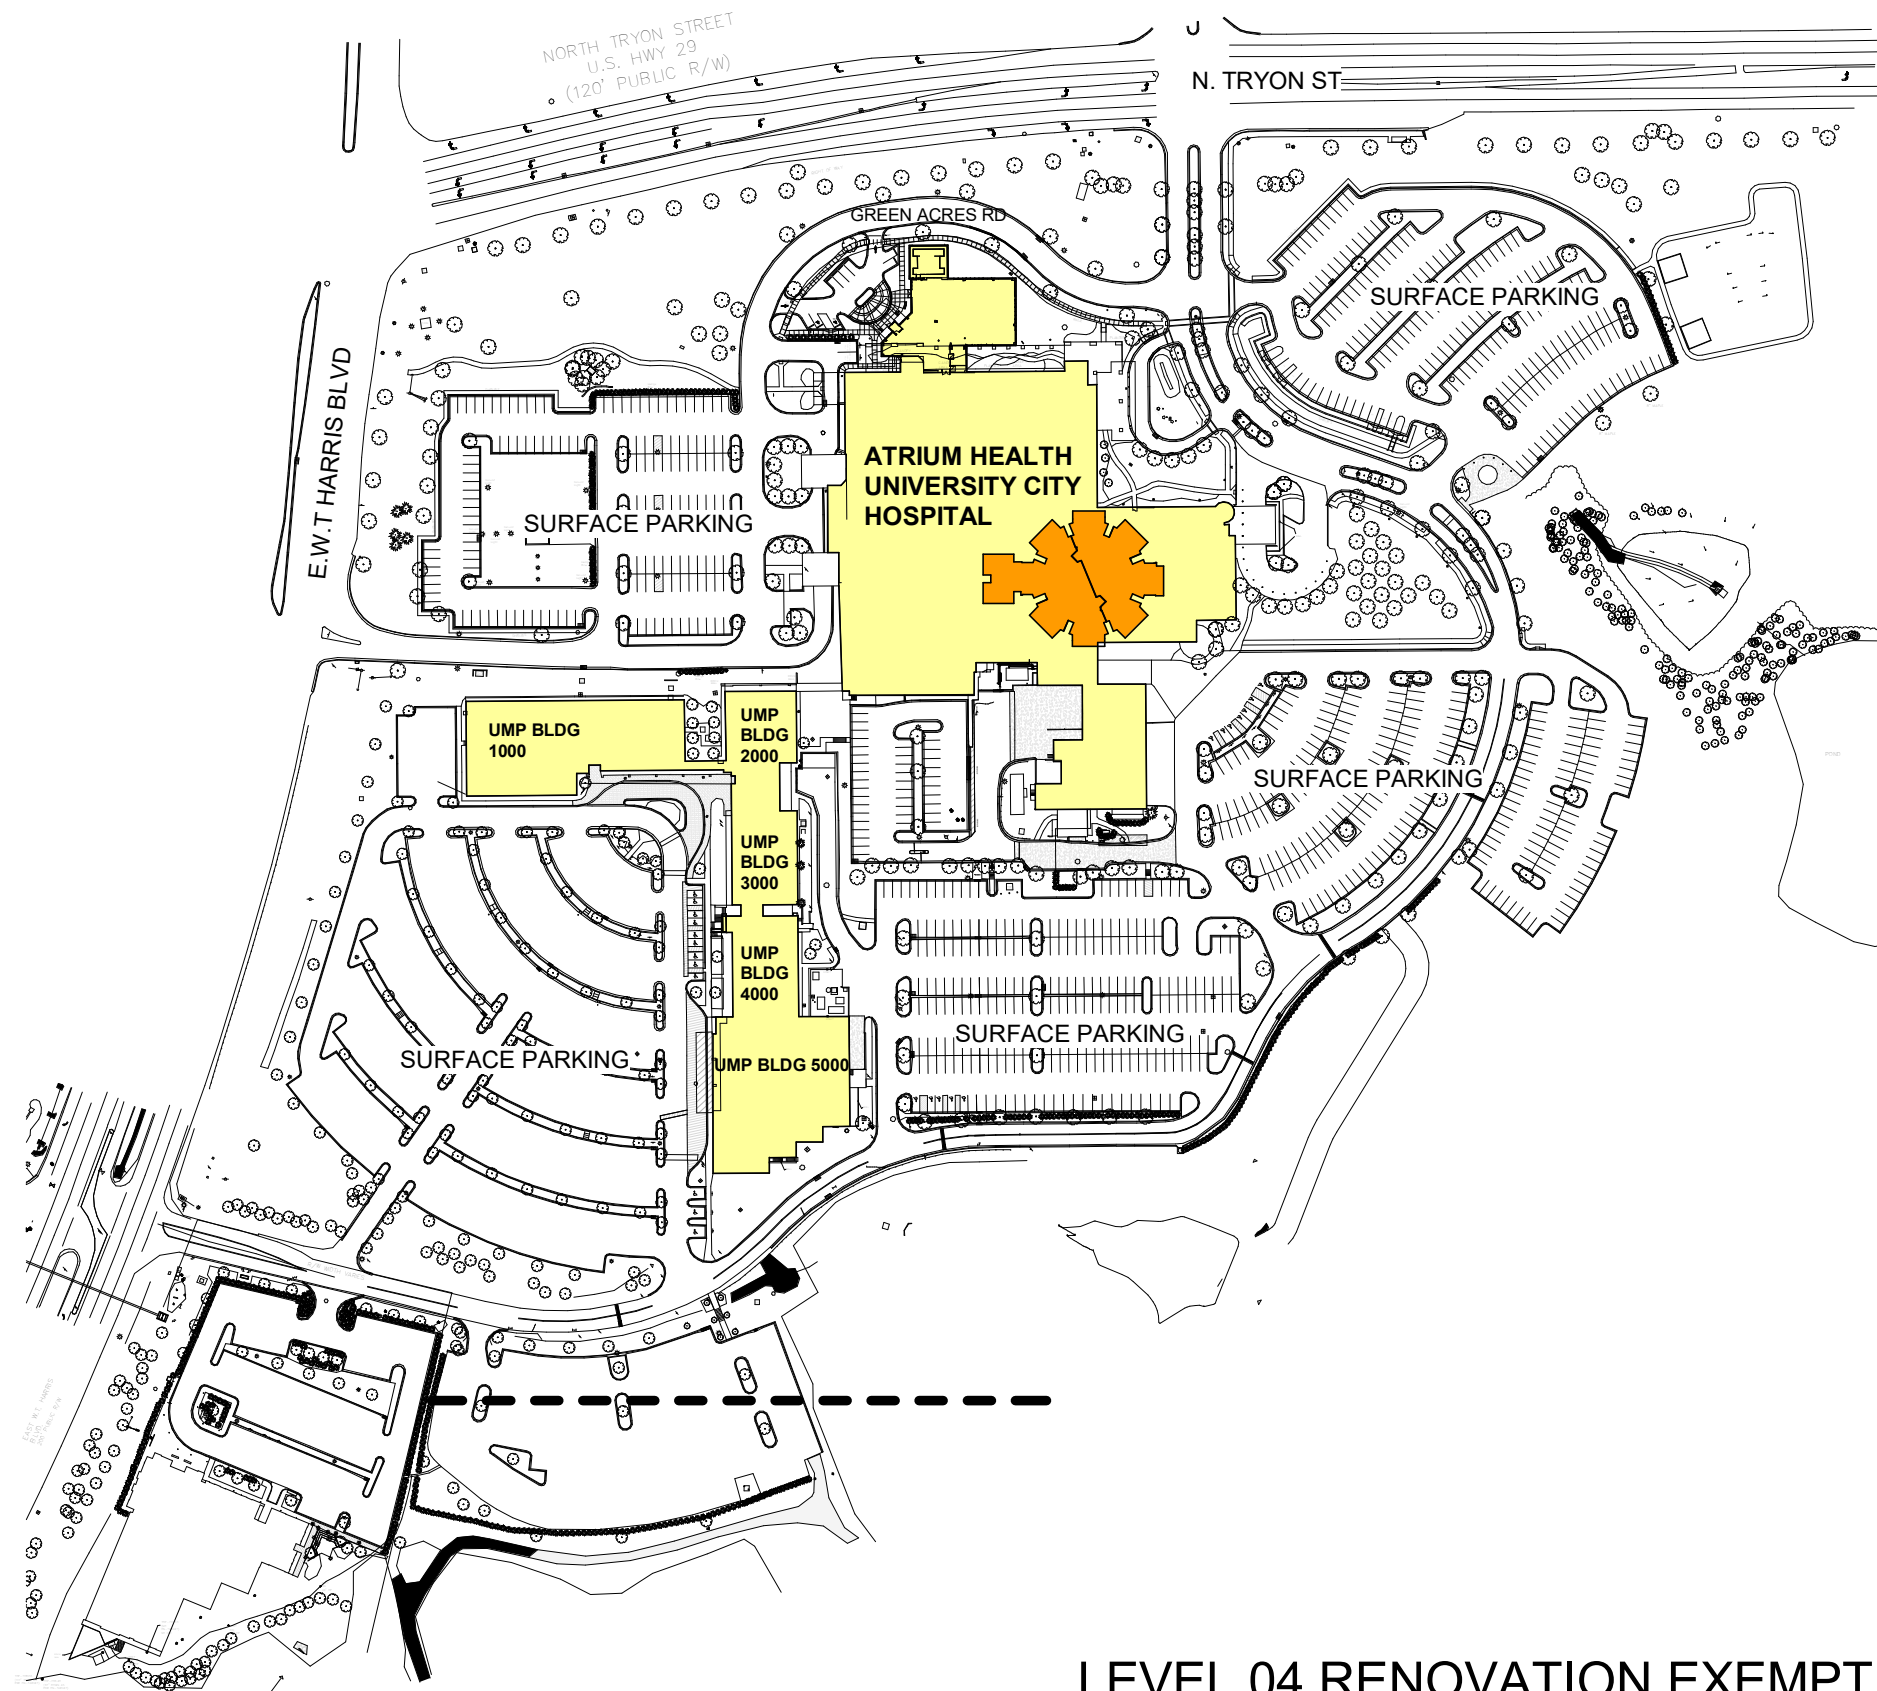 NORTH TRYON STREET
U.S. HWY 29
(120' PUBLIC R/W)
N. TRYON ST
GREEN ACRES RD
SURFACE PARKING
E.W.T HARRIS BLVD
ATRIUM HEALTH
UNIVERSITY CITY
HOSPITAL
SURFACE PARKING
UMP BLDG
1000
UMP
BLDG
2000
SURFACE PARKING
UMP
BLDG
3000
UMP
BLDG
4000
SURFACE PARKING
SURFACE PARKING
UMP BLDG 5000
LEVEL 04 RENOVATION EXEMPT